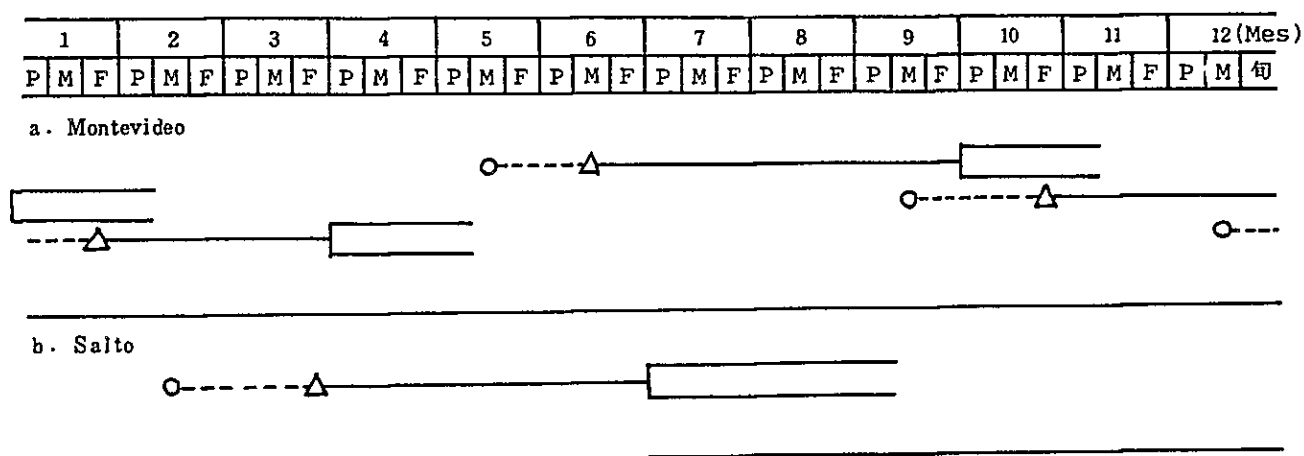 1 2 3 4 5 6 7 8 9 10 11 12 (Mes)
P M F P M F P M F P M F P M F P M F P M F P M F P M F P M F P M F P M 旬
a. Montevideo
b. Salto